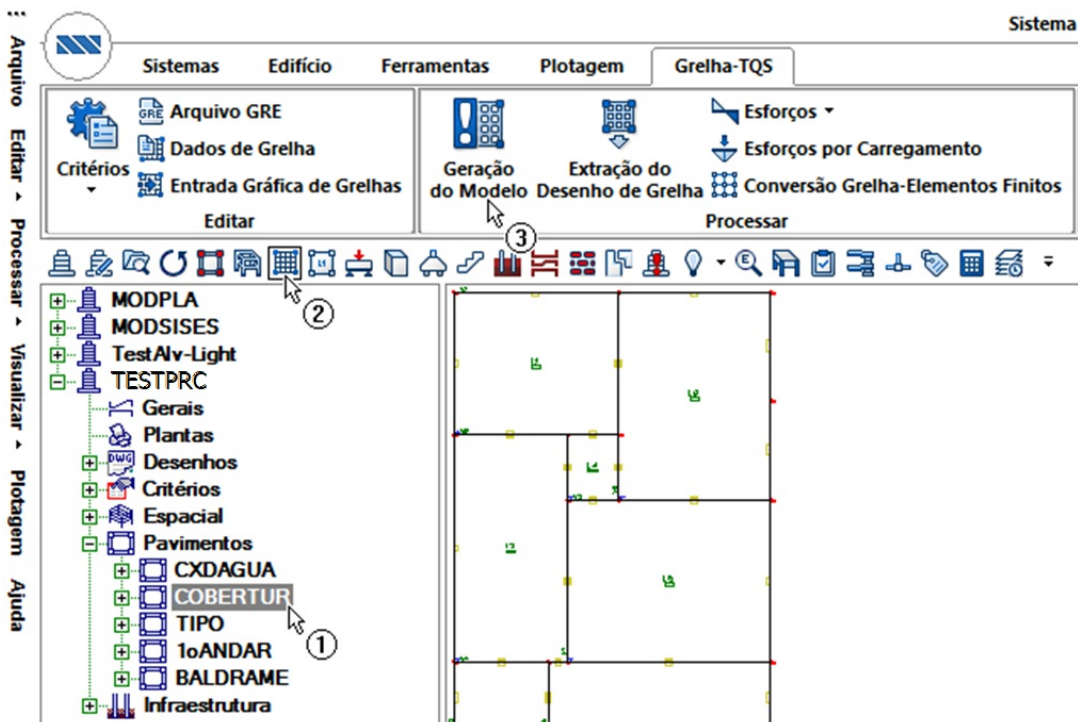 Sistema
Arquivo Editar Processar Visualizar Plotagem Ajuda
Sistemas Edifício Ferramentas Plotagem Grelha-TQS
Critérios
GRE Arquivo GRE
Dados de Grelha
Entrada Gráfica de Grelhas
Editar
Geração
do Modelo
Extração do
Desenho de Grelha
Esforços
Esforços por Carregamento
Conversão Grelha-Elementos Finitos
Processar
3
2
MODPLA
MODSISES
TestAlv-Light
TESTPRC
Gerais
Plantas
DWG Desenhos
Critérios
Espacial
Pavimentos
CXDAGUA
COBERTUR
TIPO
1oANDAR
BALDRAME
Infraestrutura
1